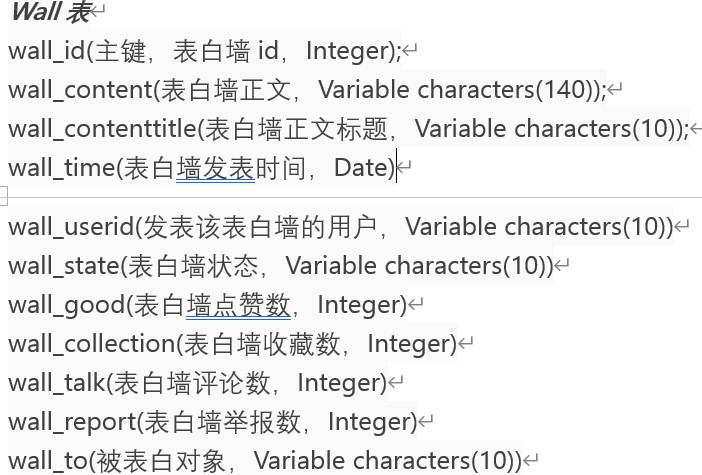 Wall 表
wall_id(主键，表白墙 id，Integer);
wall_content(表白墙正文，Variable characters(140));
wall_contenttitle(表白墙正文标题，Variable characters(10));
wall_time(表白墙发表时间，Date)
wall_userid(发表该表白墙的用户，Variable characters(10))
wall_state(表白墙状态，Variable characters(10))
wall_good(表白墙点赞数，Integer)
wall_collection(表白墙收藏数，Integer)
wall_talk(表白墙评论数，Integer)
wall_report(表白墙举报数，Integer)
wall_to(被表白对象，Variable characters(10))